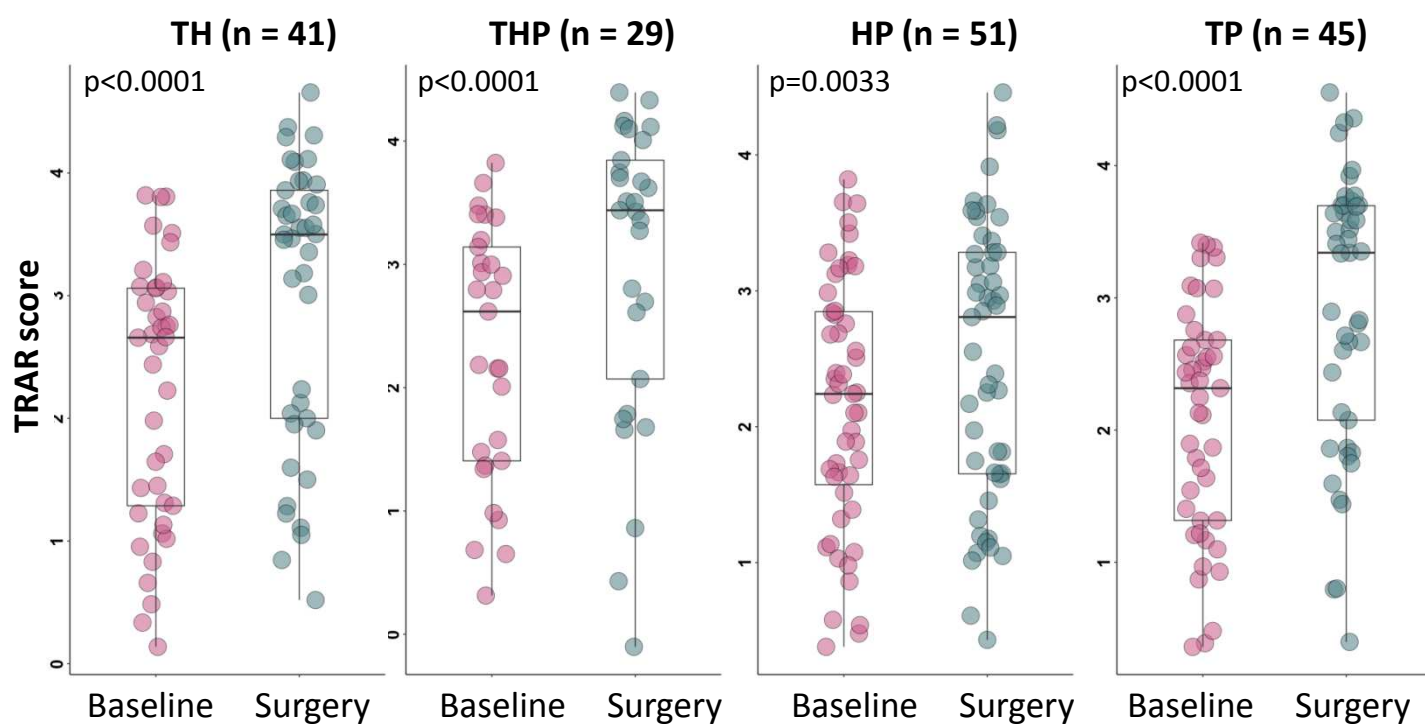 TH (n = 41)
THP (n = 29)
HP (n = 51)
TP (n = 45)
p<0.0001
p<0.0001
p=0.0033
p<0.0001
TRAR score
4
3
2
1
0
4
3
2
1
0
4
3
2
1
4
3
2
1
Baseline
Surgery
Baseline
Surgery
Baseline
Surgery
Baseline
Surgery